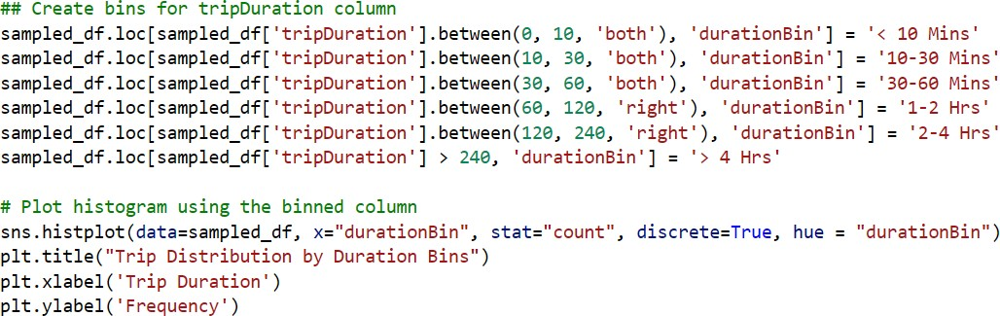 ## Create bins for tripDuration column
sampled_df.loc[sampled_df['tripDuration'].between(0, 10, 'both'), 'durationBin'] = '< 10 Mins'
sampled_df.loc[sampled_df['tripDuration'].between(10, 30, 'both'), 'durationBin'] = '10-30 Mins'
sampled_df.loc[sampled_df['tripDuration'].between(30, 60, 'both'), 'durationBin'] = '30-60 Mins'
sampled_df.loc[sampled_df['tripDuration'].between(60, 120, 'right'), 'durationBin'] = '1-2 Hrs'
sampled_df.loc[sampled_df['tripDuration'].between(120, 240, 'right'), 'durationBin'] = '2-4 Hrs'
sampled_df.loc[sampled_df['tripDuration'] > 240, 'durationBin'] = '> 4 Hrs'
# Plot histogram using the binned column
sns.histplot(data=sampled_df, x="durationBin", stat="count", discrete=True, hue = "durationBin")
plt.title("Trip Distribution by Duration Bins")
plt.xlabel('Trip Duration')
plt.ylabel('Frequency')